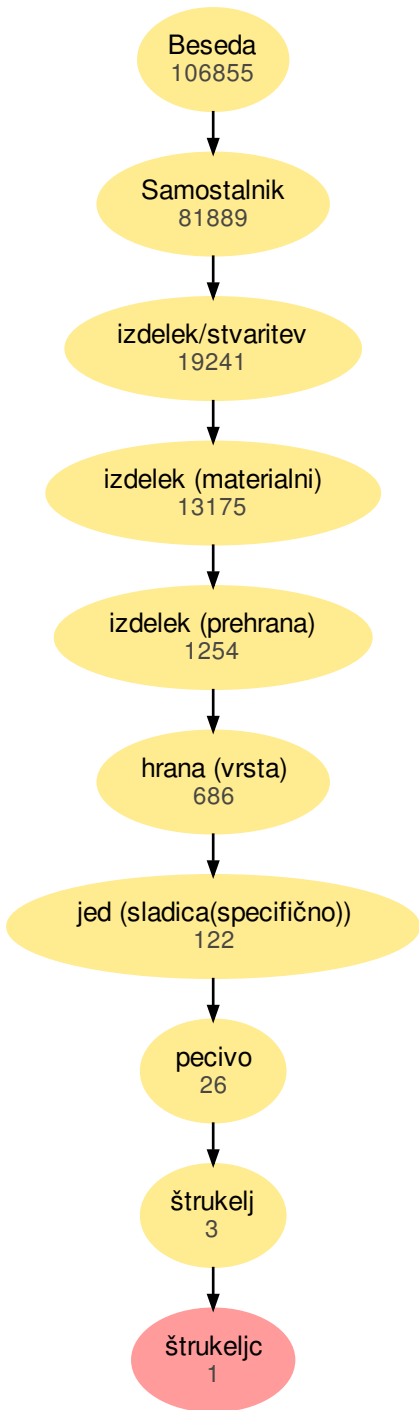 Beseda
106855
Samostalnik
81889
izdelek/stvaritev
19241
izdelek (materialni)
13175
izdelek (prehrana)
1254
hrana (vrsta)
686
jed (sladica(specifično))
122
pecivo
26
štrukelj
3
štrukeljc
1